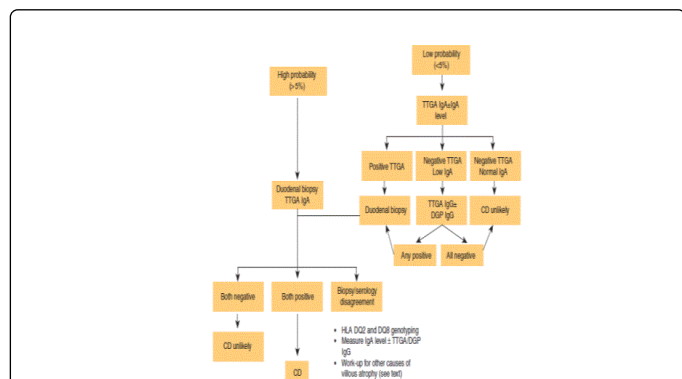 Low probability
(<5%)
High probability
(>5%)
TTGA IgA±IgA
level
Positive TTGA
Negative TTGA
Low IgA
Negative TTGA
Normal IgA
Duodenal biopsy
TTGA IgA
Duodenal biopsy
TTGA IgG±
DGP IgG
CD unlikely
Any positive
All negative
Both negative
Both positive
Biopsy/serology
disagreement
CD unlikely
CD
• HLA DQ2 and DQ8 genotyping
• Measure IgA level ± TTGA/DGP
IgG
• Work-up for other causes of
villous atrophy (see text)